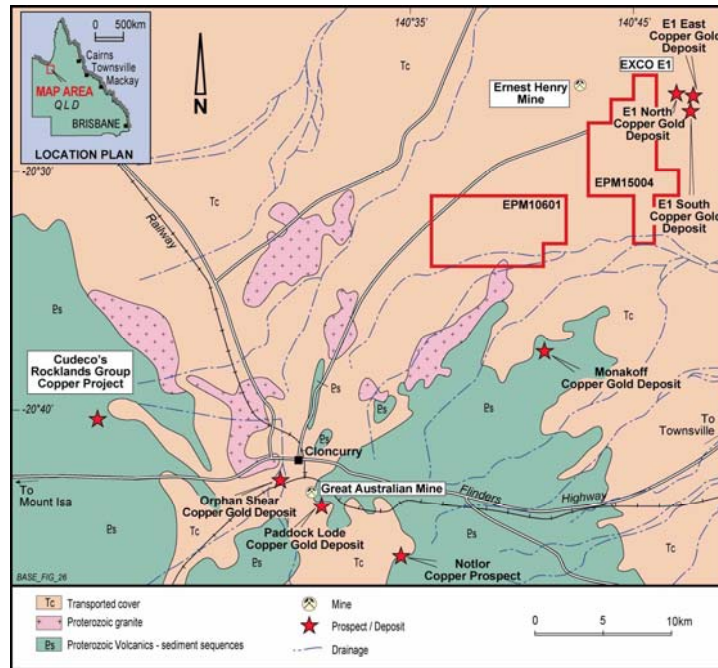 0 500km
Cairns
Townsville
Mackay
MAP AREA
QLD
BRISBANE
LOCATION PLAN
N
140°35'
140°45'
E1 East
Copper Gold
Deposit
EXCO E1
Ernest Henry
Mine
E1 North
Copper Gold
Deposit
EPM15004
E1 South
Copper Gold
Deposit
EPM10601
-20°30'
Railway
Tc
Tc
Tc
Tc
Ps
Cudeco's
Rocklands Group
Copper Project
Monakoff
Copper Gold Deposit
-20°40'
Ps
Ps
Ps
Cloncurry
To
Townsville
To
Mount Isa
Orphan Shear
Copper Gold Deposit
Great Australian Mine
Flinders
Highway
Paddock Lode
Copper Gold Deposit
Notlor
Copper Prospect
Ps
Tc
Ps
Tc
Ps
Tc
BASE_FIG_26
Tc Transported cover
Proterozoic granite
Ps Proterozoic Volcanics - sediment sequences
Mine
Prospect / Deposit
Drainage
0 5 10km